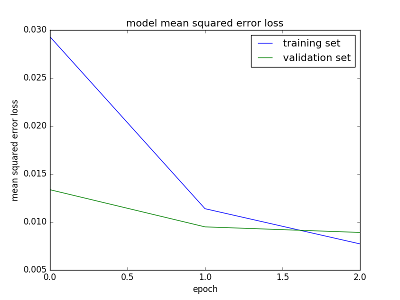 model mean squared error loss
0.030
0.025
0.020
0.015
0.010
0.005
mean squared error loss
training set
validation set
0.0 0.5 1.0 1.5 2.0
epoch